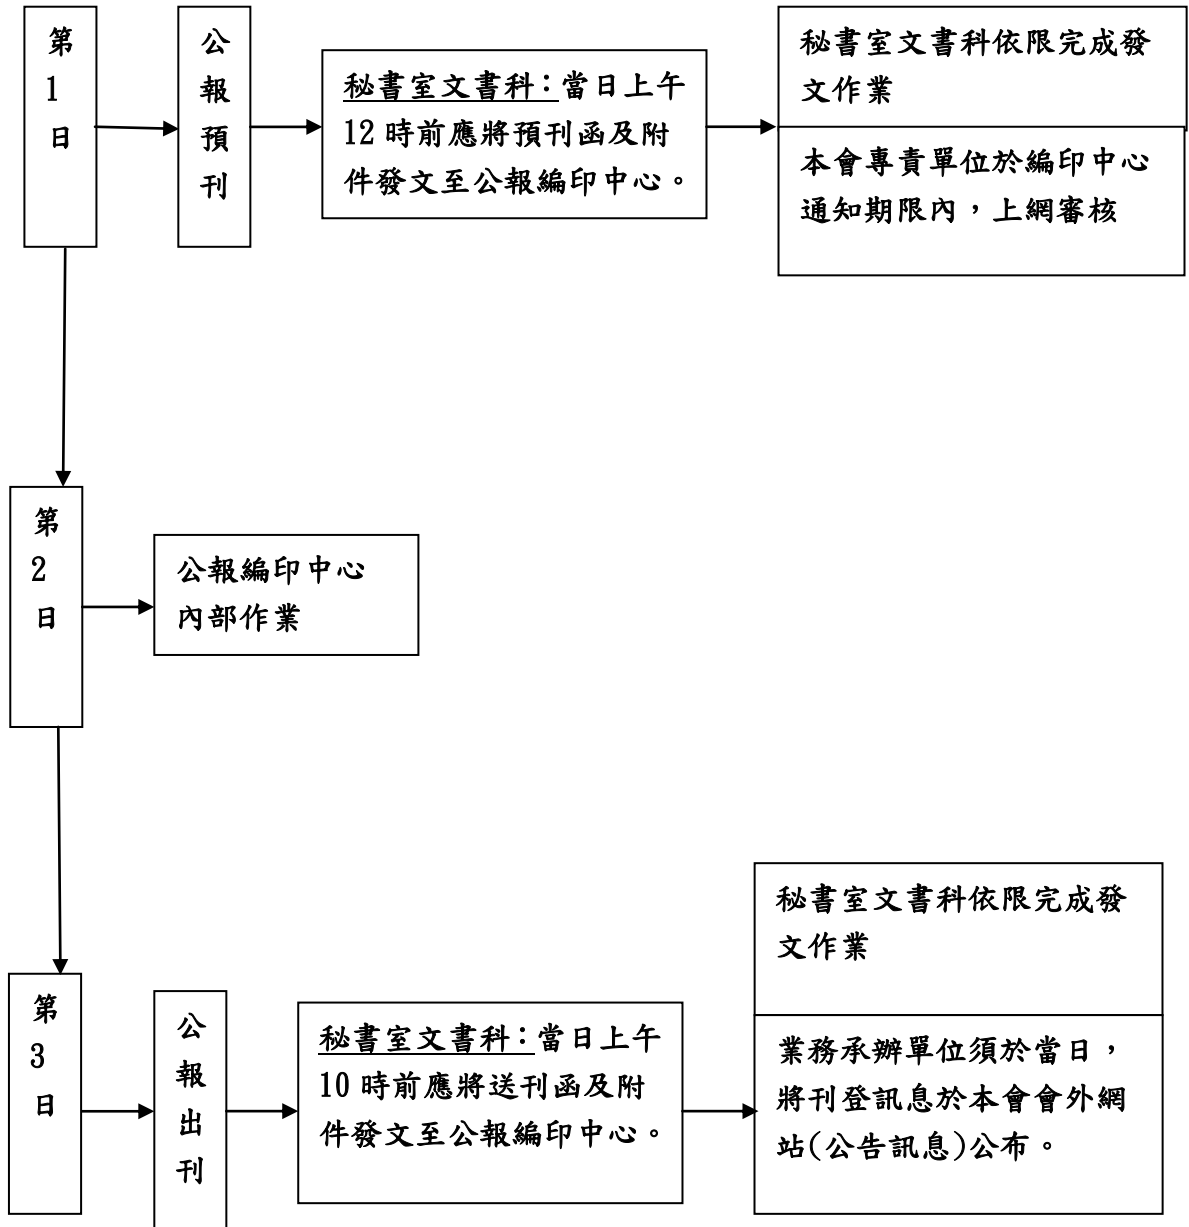 第
1
日
公
報
預
刊
秘書室文書科：當日上午
12 時前應將預刊函及附
件發文至公報編印中心。
秘書室文書科依限完成發
文作業
本會專責單位於編印中心
通知期限內，上網審核
第
2
日
公報編印中心
內部作業
第
3
日
公
報
出
刊
秘書室文書科：當日上午
10 時前應將送刊函及附
件發文至公報編印中心。
秘書室文書科依限完成發
文作業
業務承辦單位須於當日，
將刊登訊息於本會會外網
站(公告訊息)公布。